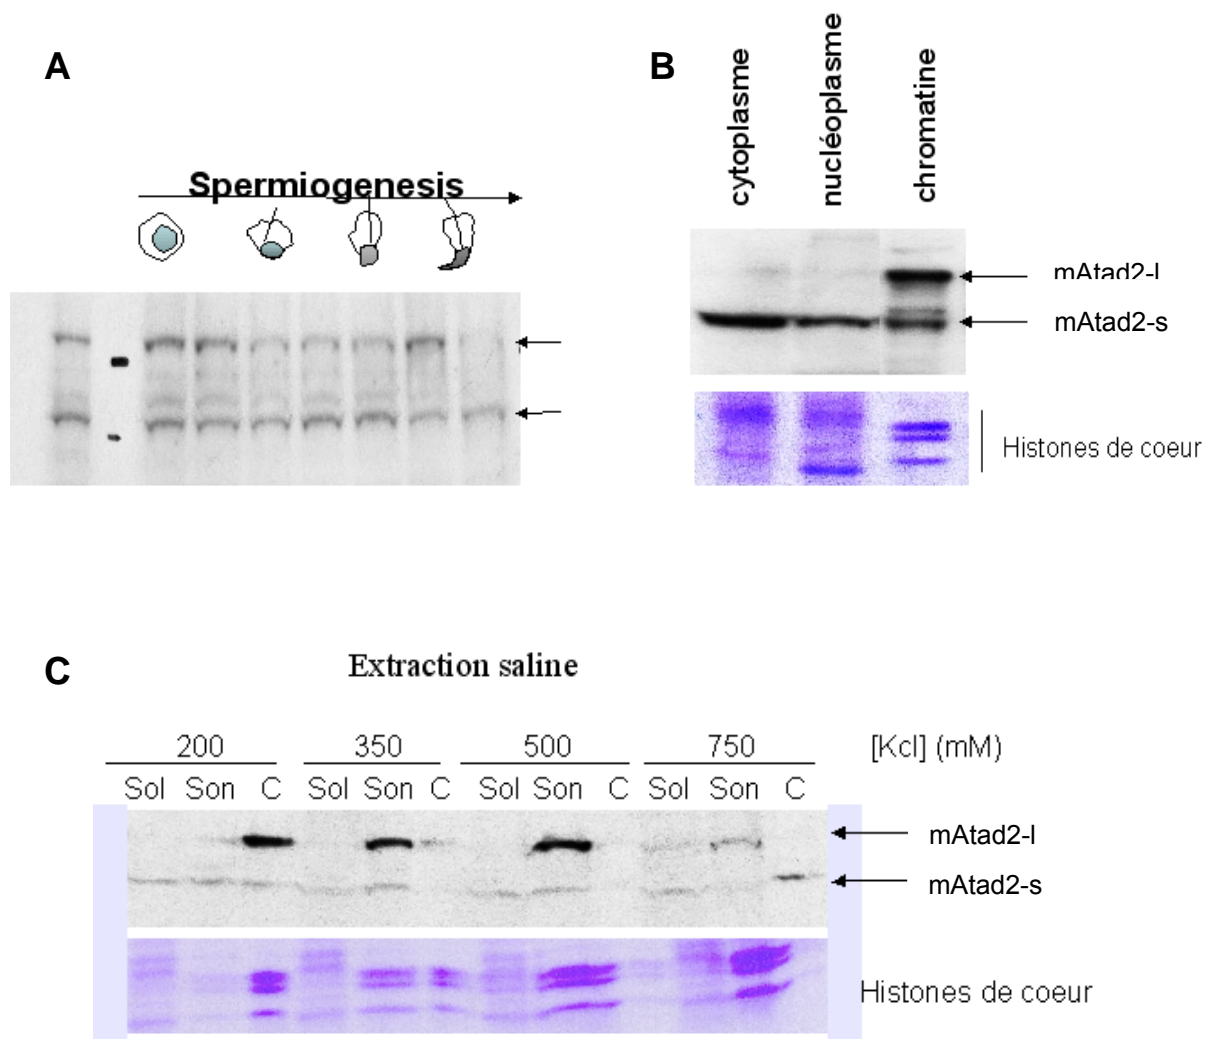 A
B
cytoplasme
nucléoplasme
chromatine
Spermiogenesis
mAtad2-l
mAtad2-s
Histones de coeur
C
Extraction saline
200 350 500 750 [Kcl] (mM)
Sol Son C Sol Son C Sol Son C Sol Son C
mAtad2-l
mAtad2-s
Histones de coeur